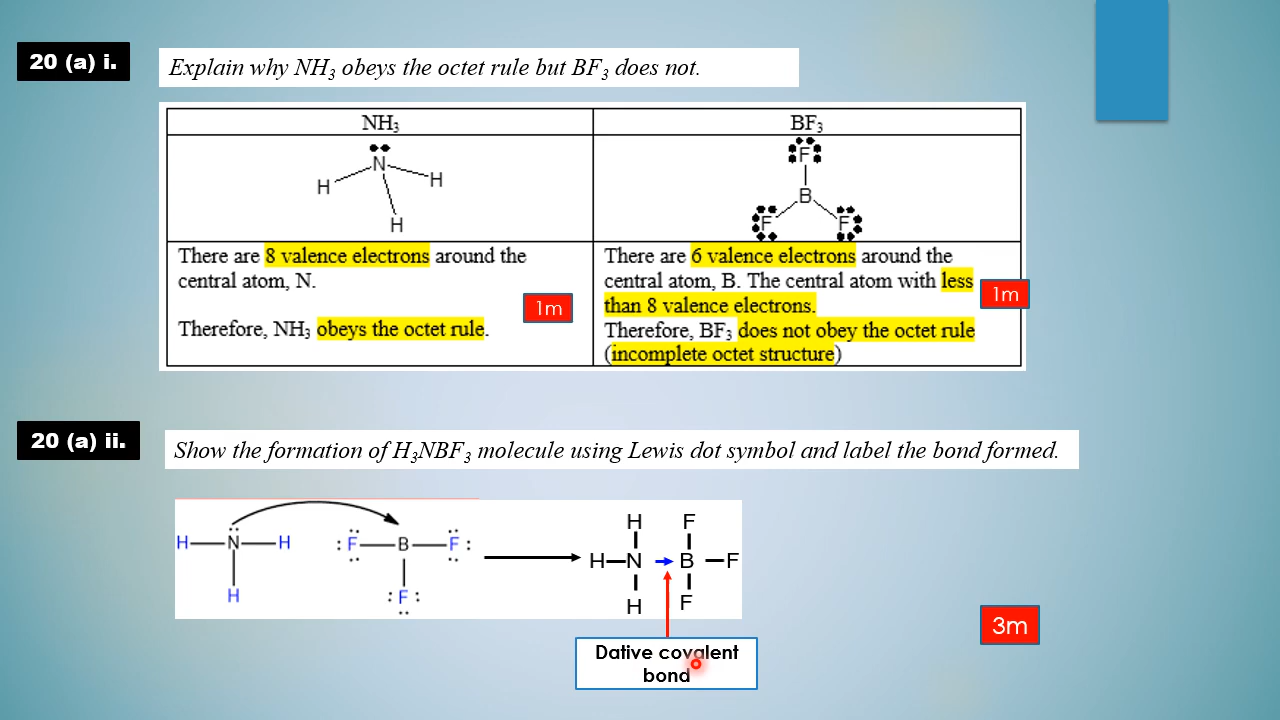 20 (a) i.
Explain why NH₃ obeys the octet rule but BF₃ does not.
NH₃
BF₃
N
H
H
H
F
B
F
F
There are 8 valence electrons around the
central atom, N.
1m
Therefore, NH₃ obeys the octet rule.
There are 6 valence electrons around the
central atom, B. The central atom with less
than 8 valence electrons.
1m
Therefore, BF₃ does not obey the octet rule
(incomplete octet structure)
20 (a) ii.
Show the formation of H₃NBF₃ molecule using Lewis dot symbol and label the bond formed.
H N H
H
F B F
F
H F
H N B F
H F
Dative covalent
bond
3m